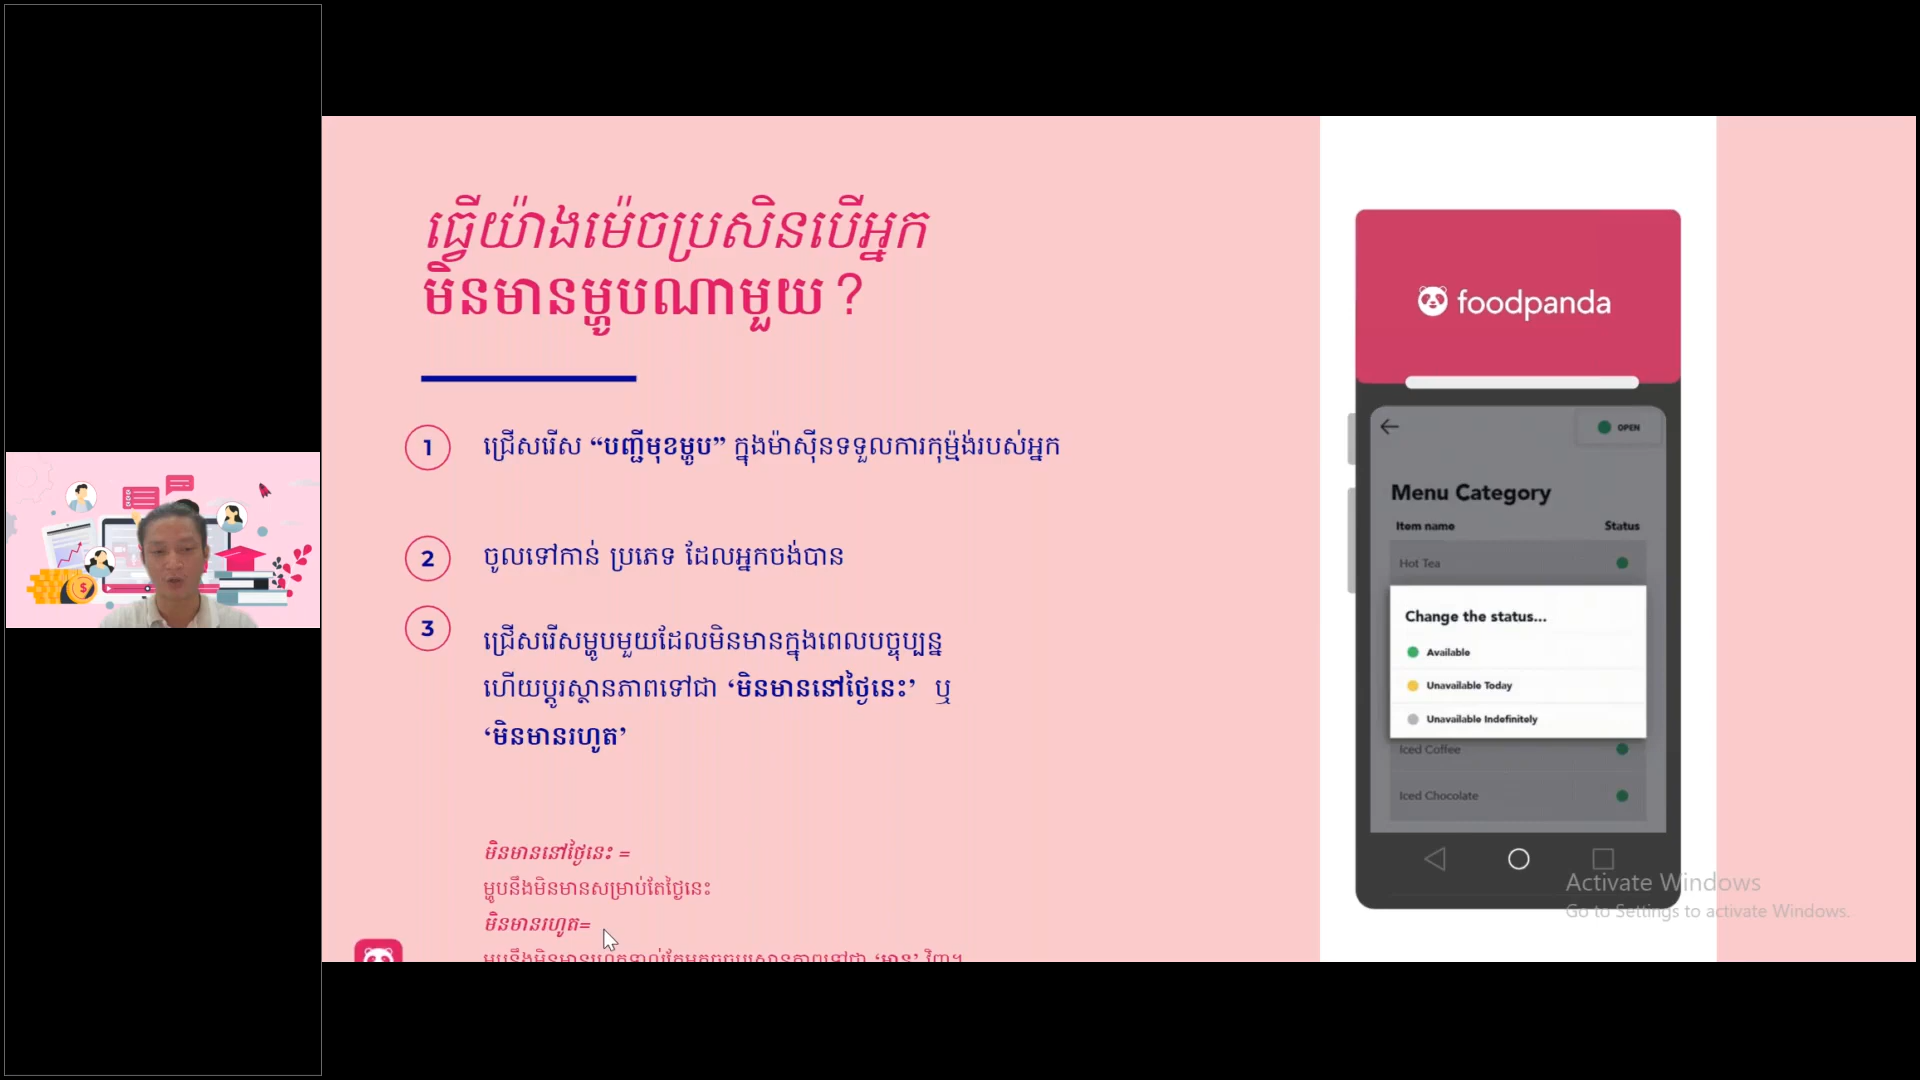 ធ្វើយ៉ាងម៉េចប្រសិនបើអ្នក
មិនមានម្ហូបណាមួយ ?
1
ជ្រើសរើស “បញ្ជីមុខម្ហូប” ក្នុងម៉ាស៊ីនទទួលការកុម្ម៉ង់របស់អ្នក
2
ចូលទៅកាន់ ប្រភេទ ដែលអ្នកចង់បាន
3
ជ្រើសរើសម្ហូបមួយដែលមិនមានក្នុងពេលបច្ចុប្បន្ន
ហើយប្តូរស្ថានភាពទៅជា ‘មិនមាននៅថ្ងៃនេះ’ ឬ
‘មិនមានរហូត’
មិនមាននៅថ្ងៃនេះ =
ម្ហូបនឹងមិនមានសម្រាប់តែថ្ងៃនេះ
មិនមានរហូត=
foodpanda
OPEN
Menu Category
Item name Status
Hot Tea
Change the status...
Available
Unavailable Today
Unavailable Indefinitely
Iced Coffee
Iced Chocolate
Activate Windows
Go to Settings to activate Windows.